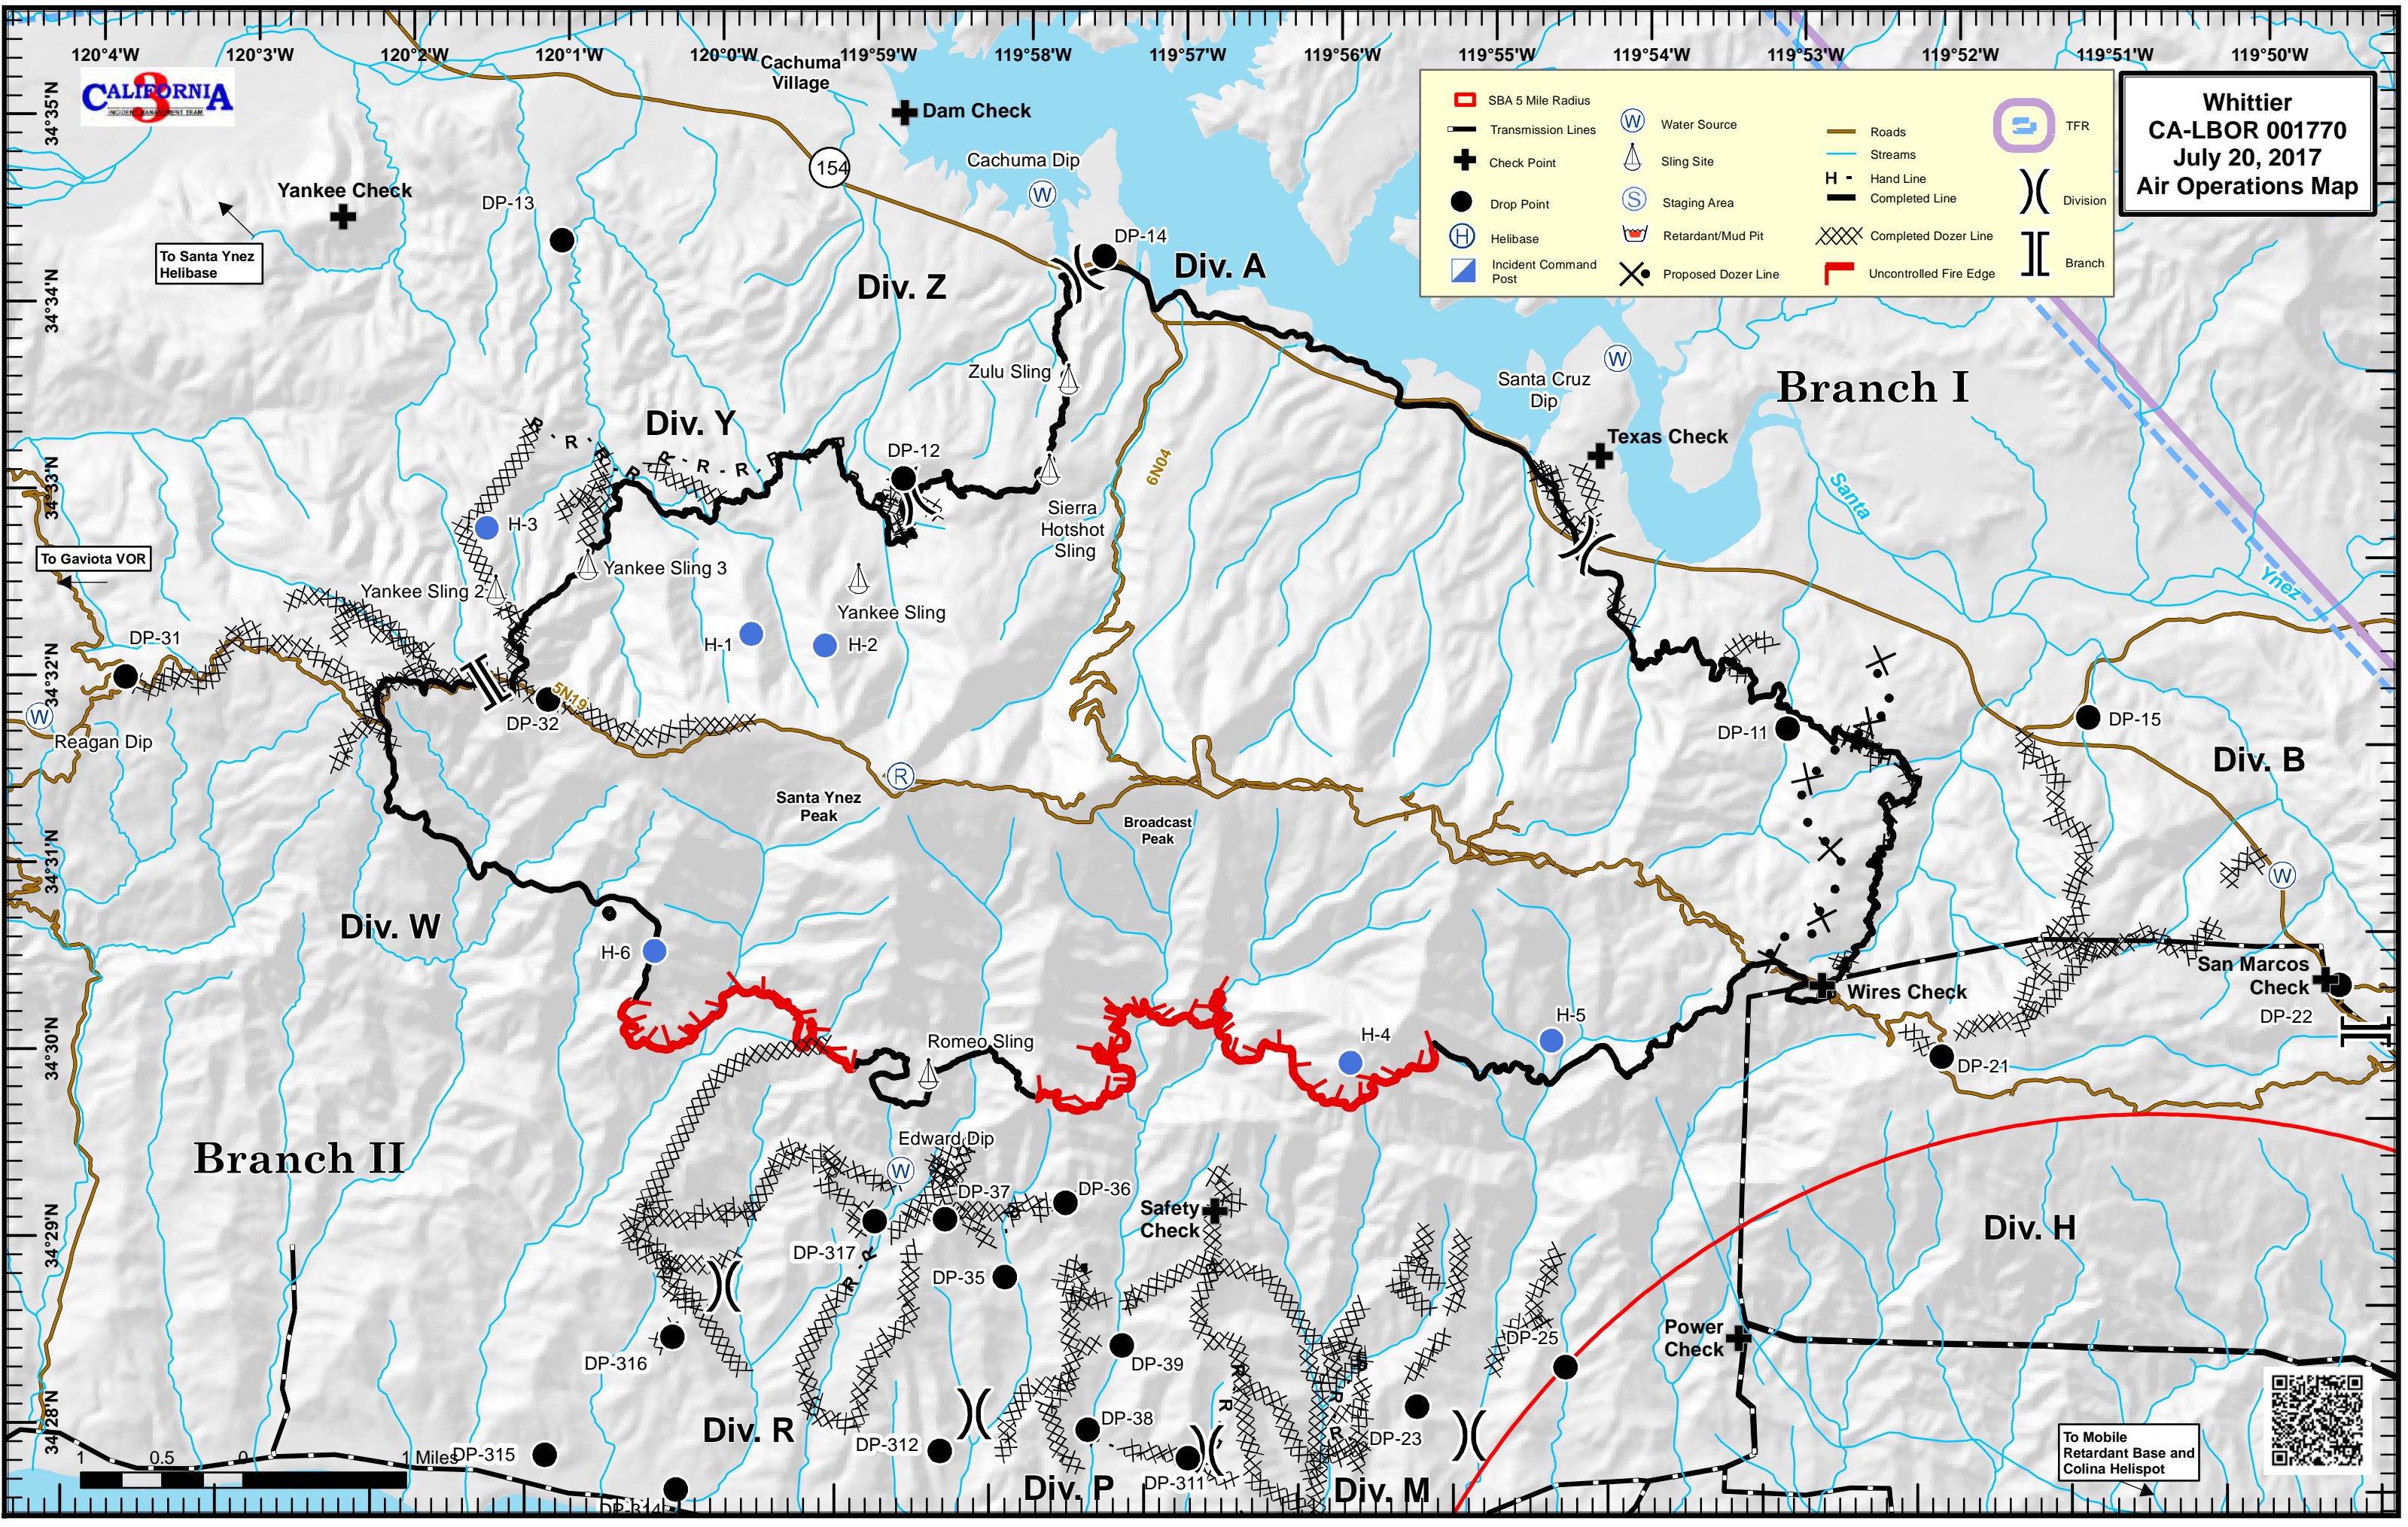 120°4'W 120°3'W 120°2'W 120°1'W 120°0'W 119°59'W 119°58'W 119°57'W 119°56'W 119°55'W 119°54'W 119°53'W 119°52'W 119°51'W 119°50'W
34°35'N
34°34'N
34°33'N
34°32'N
34°31'N
34°30'N
34°29'N
34°28'N
CALIFORNIA
3
INCIDENT MANAGEMENT TEAM
Whittier
CA-LBOR 001770
July 20, 2017
Air Operations Map
SBA 5 Mile Radius
Transmission Lines
Check Point
Drop Point
H Helibase
Incident Command
Post
W Water Source
Sling Site
S Staging Area
Retardant/Mud Pit
Proposed Dozer Line
Roads
Streams
H - Hand Line
Completed Line
Completed Dozer Line
Uncontrolled Fire Edge
TFR
Division
Branch
Cachuma
Village
Dam Check
154
Cachuma Dip
W
Yankee Check
To Santa Ynez
Helibase
DP-13
DP-14
Div. A
Div. Z
Zulu Sling
Santa Cruz
Dip
W
Branch I
Div. Y
R - R - R - R
R - R - R - R
DP-12
6N04
Texas Check
Santa
Ynez
H-3
Sierra
Hotshot
Sling
To Gaviota VOR
Yankee Sling 3
Yankee Sling 2
Yankee Sling
H-1
H-2
DP-31
W
Reagan Dip
DP-32
5N19
DP-11
DP-15
Div. B
R
Santa Ynez
Peak
Broadcast
Peak
W
Div. W
H-6
Wires Check
San Marcos
Check
DP-22
H-5
H-4
Romeo Sling
DP-21
Branch II
Edward Dip
W
DP-37
DP-36
Safety
Check
DP-317
R - R
DP-35
Div. H
DP-316
DP-39
DP-25
Power
Check
Div. R
DP-312
DP-38
DP-23
DP-311
DP-315
DP-314
Div. P
Div. M
1 0.5 0 1 Miles
To Mobile
Retardant Base and
Colina Helispot